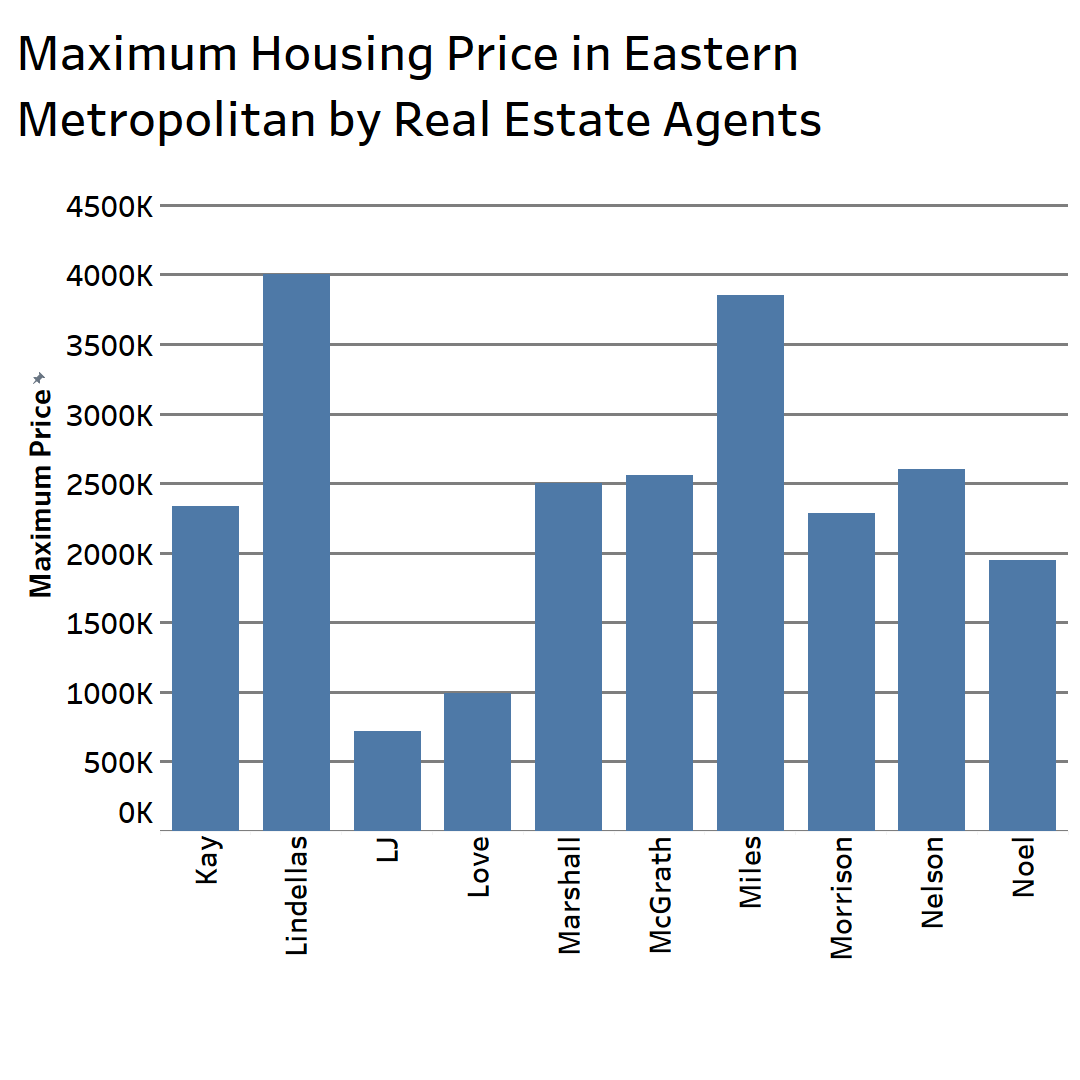 Maximum Housing Price in Eastern
Metropolitan by Real Estate Agents
4500K
4000K
3500K
3000K
2500K
2000K
1500K
1000K
500K
0K
Maximum Price
Kay
Lindellas
LJ
Love
Marshall
McGrath
Miles
Morrison
Nelson
Noel